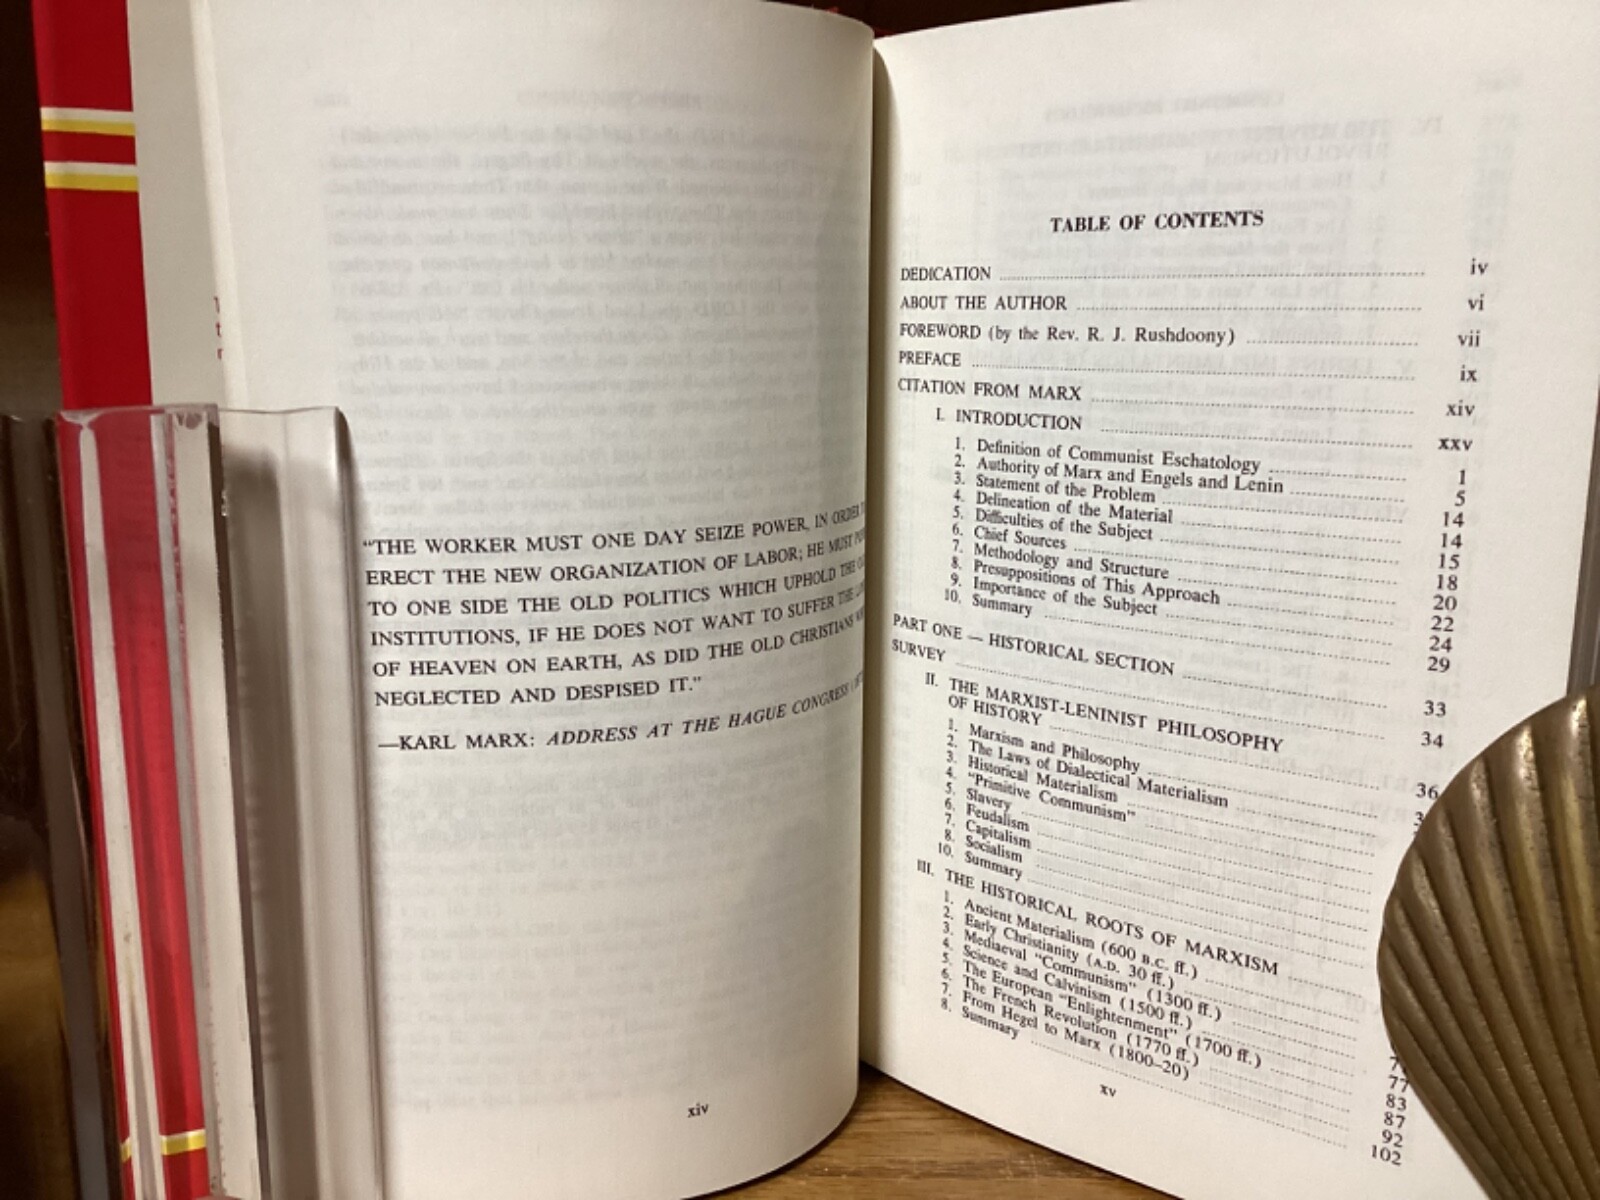 “THE WORKER MUST ONE DAY SEIZE POWER, IN ORDER
ERECT THE NEW ORGANIZATION OF LABOR; HE MUST
TO ONE SIDE THE OLD POLITICS WHICH UPHOLD THE
INSTITUTIONS, IF HE DOES NOT WANT TO SUFFER THE
OF HEAVEN ON EARTH, AS DID THE OLD CHRISTIANS
NEGLECTED AND DESPISED IT.”
—KARL MARX: ADDRESS AT THE HAGUE CONGRESS
xiv
TABLE OF CONTENTS
DEDICATION iv
ABOUT THE AUTHOR vi
FOREWORD (by the Rev. R. J. Rushdoony) vii
PREFACE ix
CITATION FROM MARX xiv
I. INTRODUCTION xxv
1. Definition of Communist Eschatology 1
2. Authority of Marx and Engels and Lenin 5
3. Statement of the Problem 14
4. Delineation of the Material 14
5. Difficulties of the Subject 15
6. Chief Sources 18
7. Methodology and Structure 20
8. Presuppositions of This Approach 22
9. Importance of the Subject 24
10. Summary 29
PART ONE — HISTORICAL SECTION 33
SURVEY 34
II. THE MARXIST-LENINIST PHILOSOPHY
OF HISTORY 36
1. Marxism and Philosophy
2. The Laws of Dialectical Materialism
3. Historical Materialism
4. “Primitive Communism”
5. Slavery
6. Feudalism
7. Capitalism
8. Socialism
10. Summary
III. THE HISTORICAL ROOTS OF MARXISM
1. Ancient Materialism (600 B.C. ff.)
2. Early Christianity (A.D. 30 ff.)
3. Mediaeval “Communism” (1300 ff.)
4. Science and Calvinism (1500 ff.) 77
5. The European “Enlightenment” (1700 ff.) 83
6. The French Revolution (1770 ff.) 87
7. From Hegel to Marx (1800–20) 92
8. Summary 102
xv